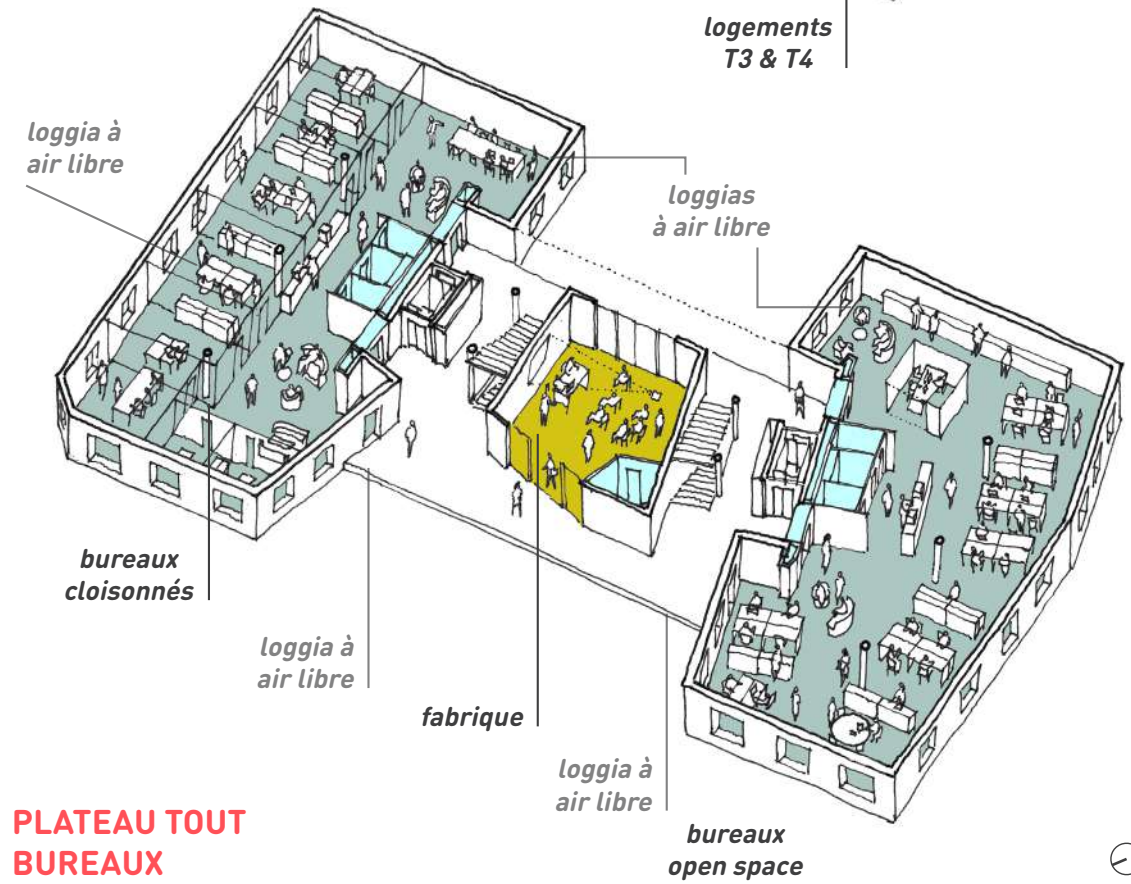 logements
T3 & T4
loggia à
air libre
loggias
à air libre
bureaux
cloisonnés
loggia à
air libre
fabrique
loggia à
air libre
bureaux
open space
PLATEAU TOUT
BUREAUX